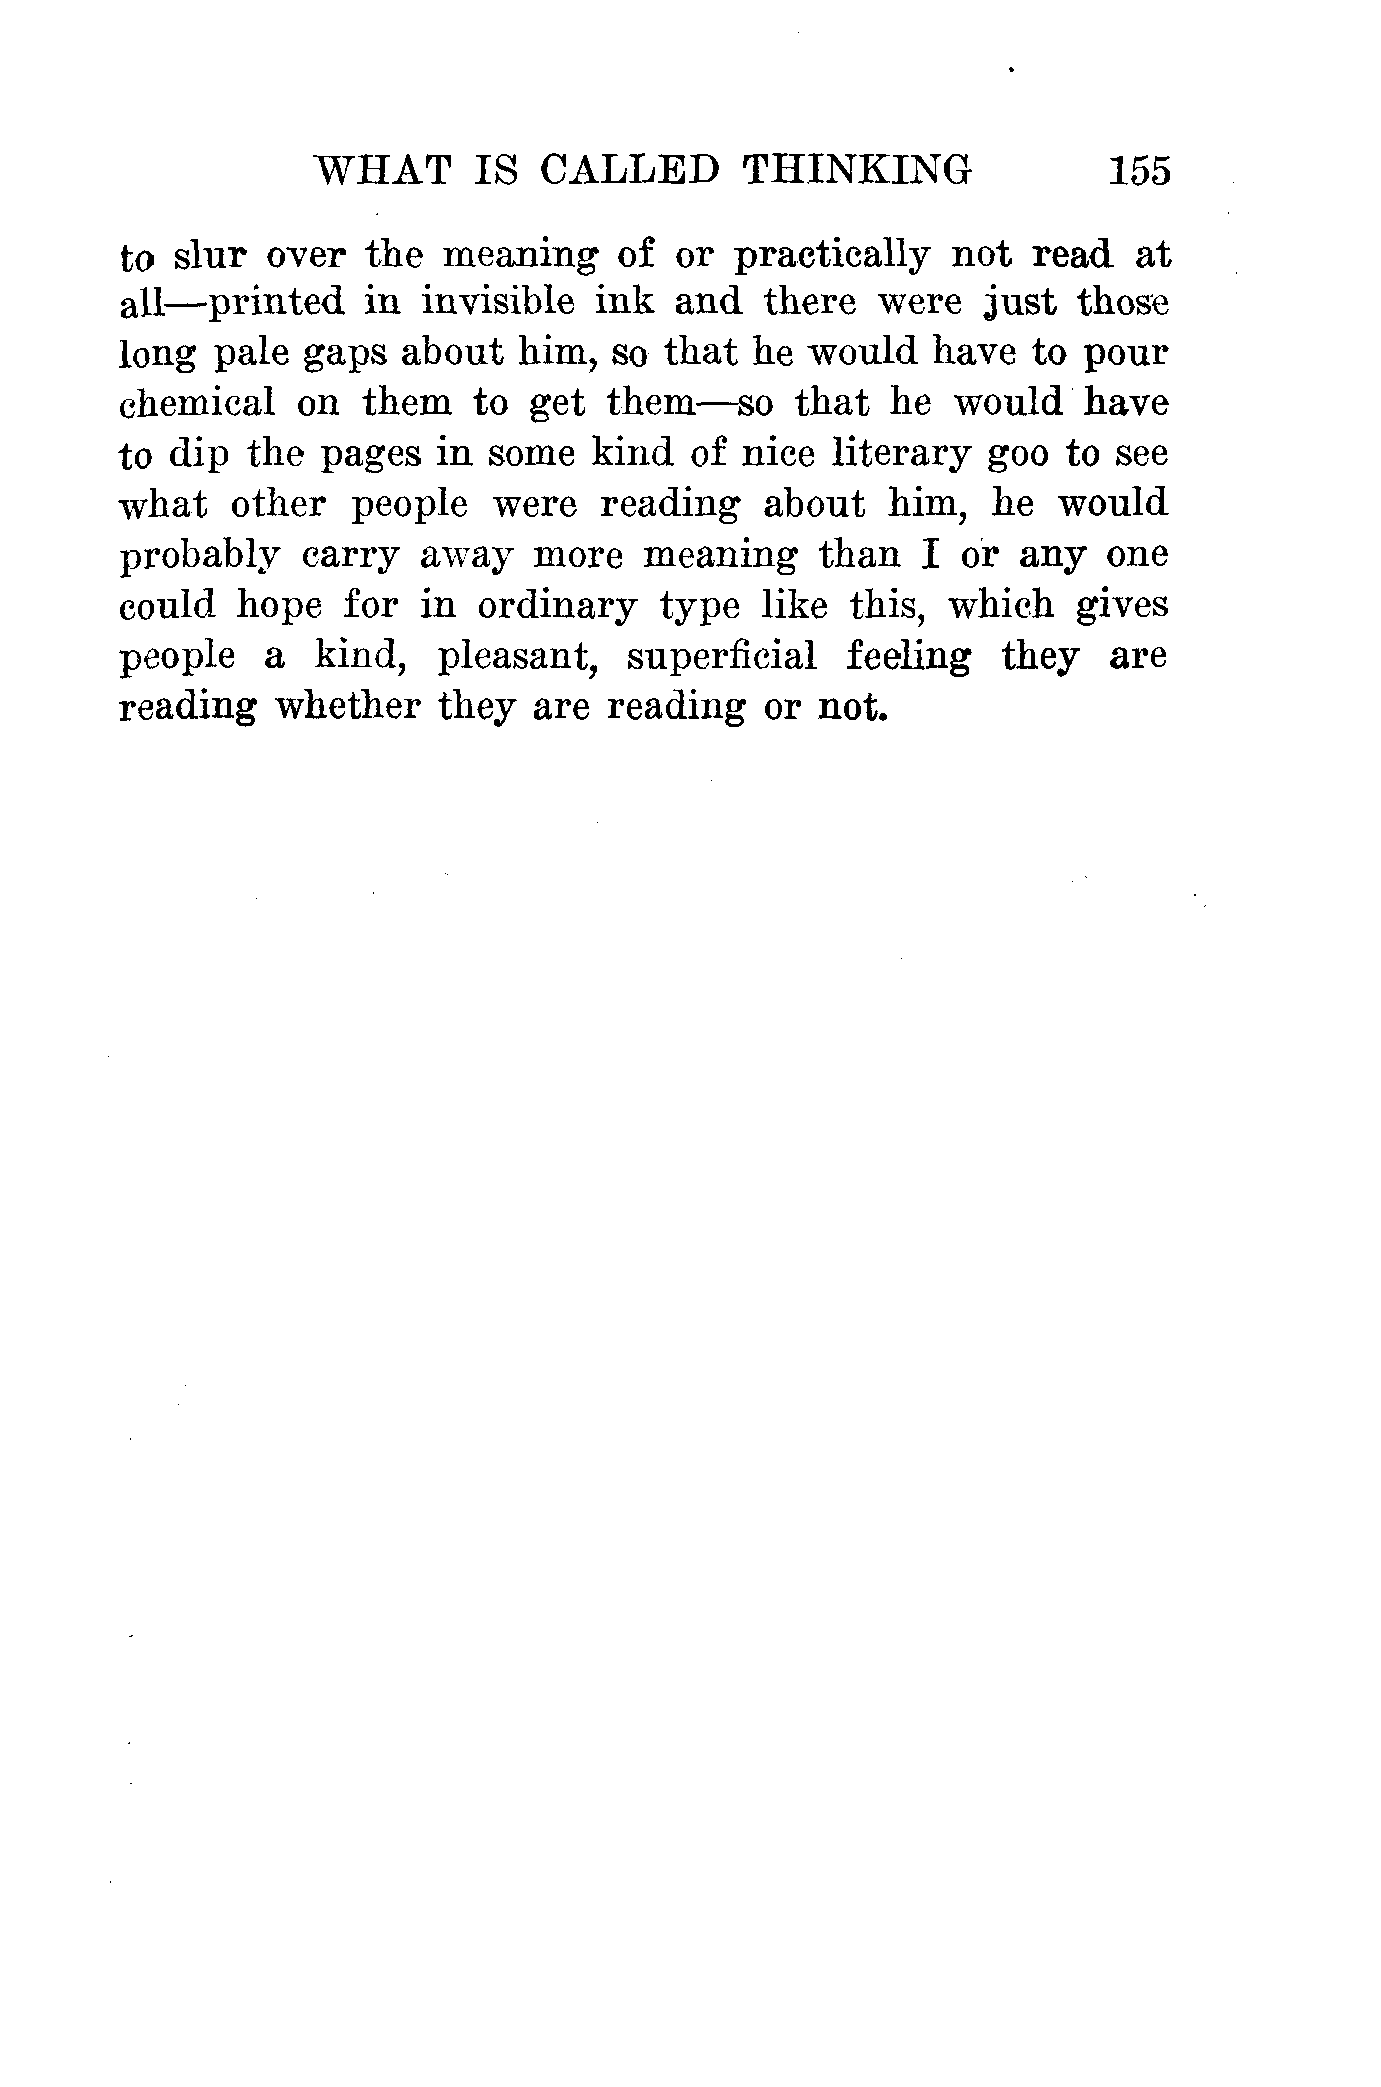 WHAT IS CALLED THINKING 155
to slur over the meaning of or practically not read at
all—printed in invisible ink and there were just those
long pale gaps about him, so that he would have to pour
chemical on them to get them—so that he would have
to dip the pages in some kind of nice literary goo to see
what other people were reading about him, he would
probably carry away more meaning than I or any one
could hope for in ordinary type like this, which gives
people a kind, pleasant, superficial feeling they are
reading whether they are reading or not.